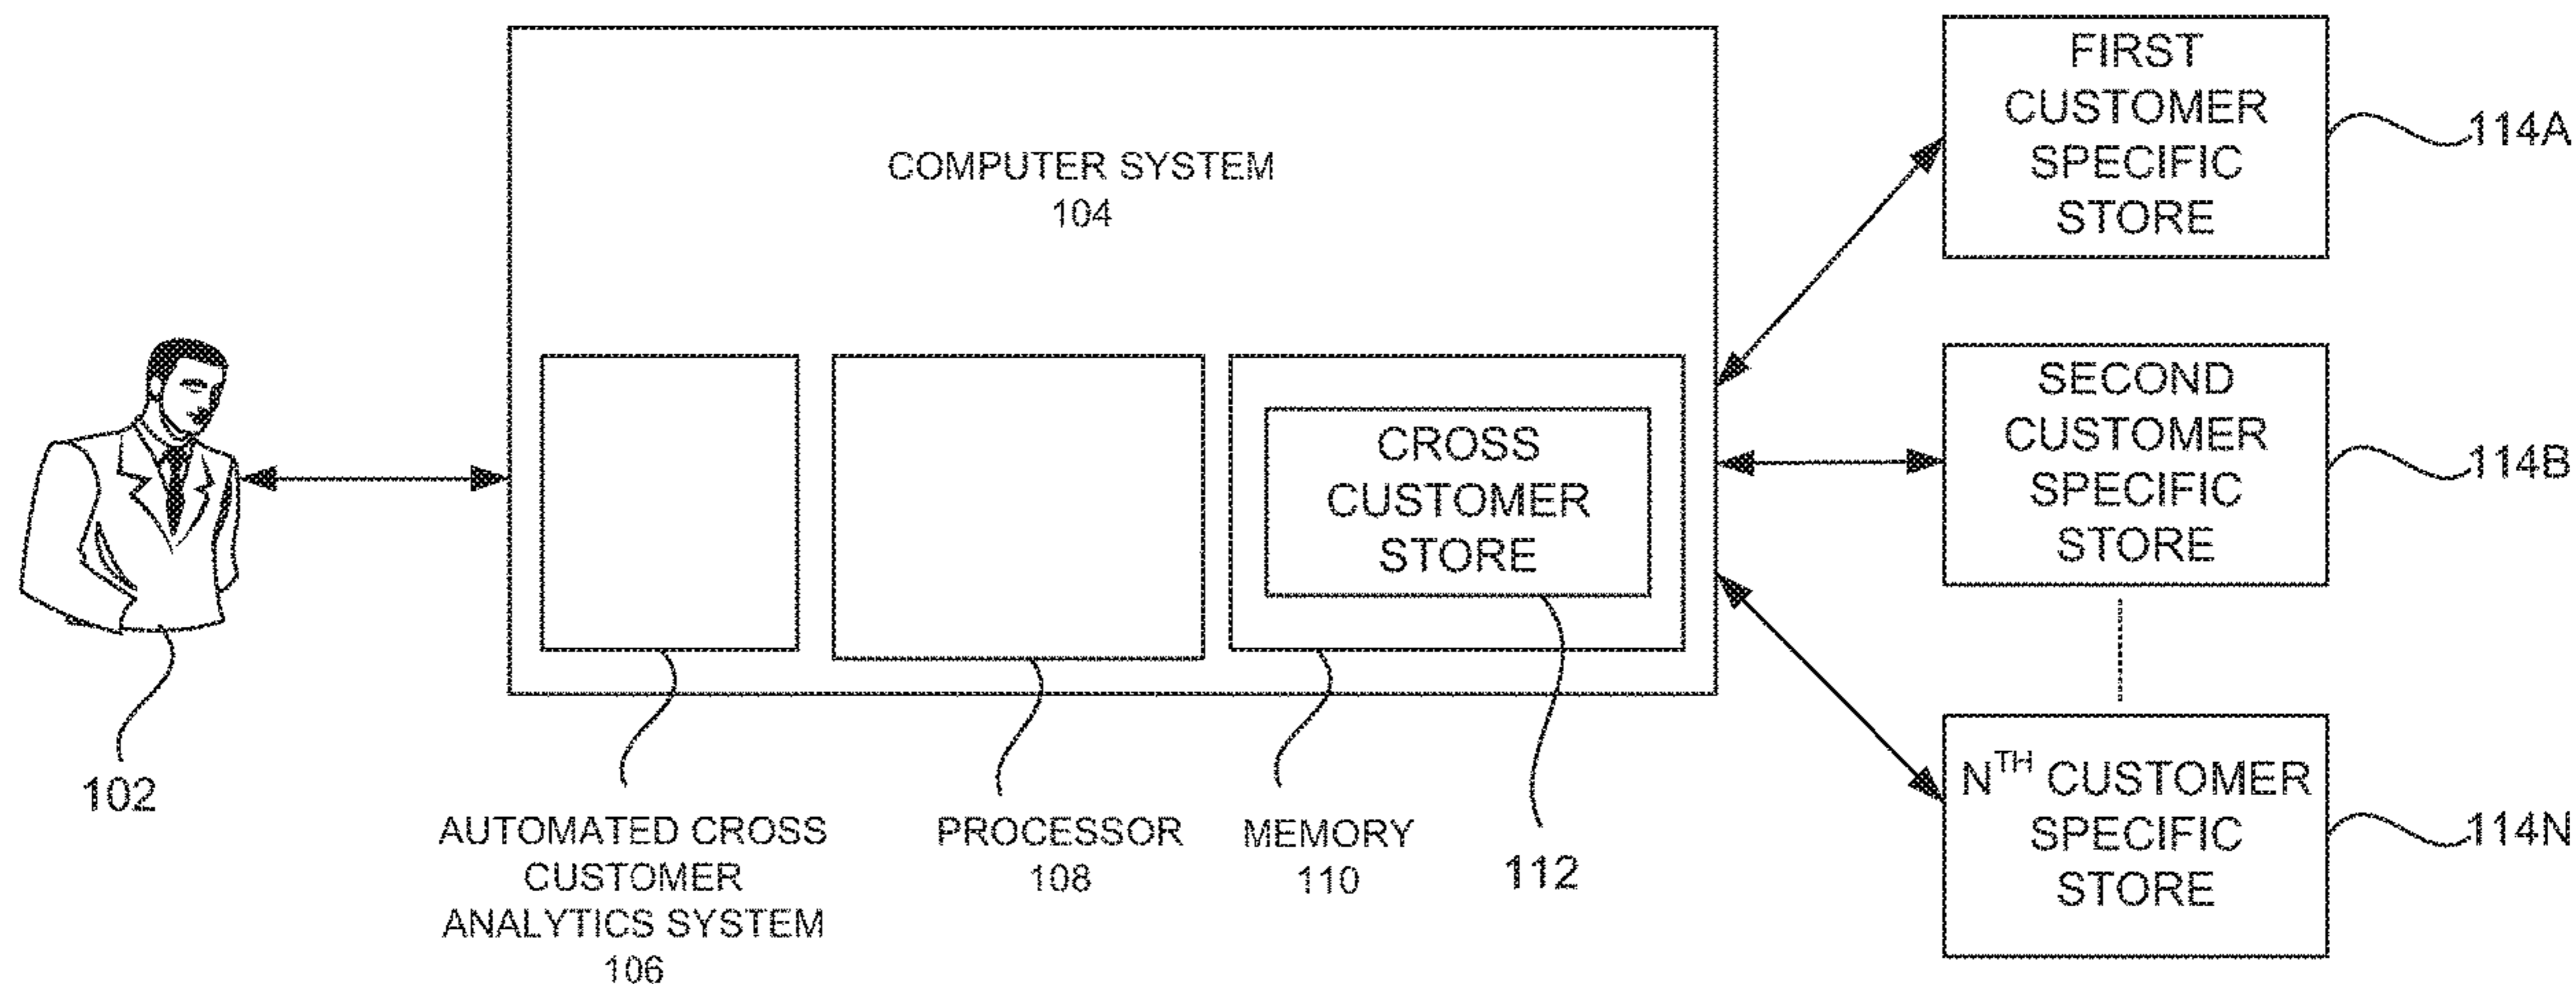 COMPUTER SYSTEM
104
FIRST
CUSTOMER
SPECIFIC
STORE
114A
SECOND
CUSTOMER
SPECIFIC
STORE
114B
CROSS
CUSTOMER
STORE
NTH CUSTOMER
SPECIFIC
STORE
114N
102
AUTOMATED CROSS
CUSTOMER
ANALYTICS SYSTEM
106
PROCESSOR
108
MEMORY
110
112